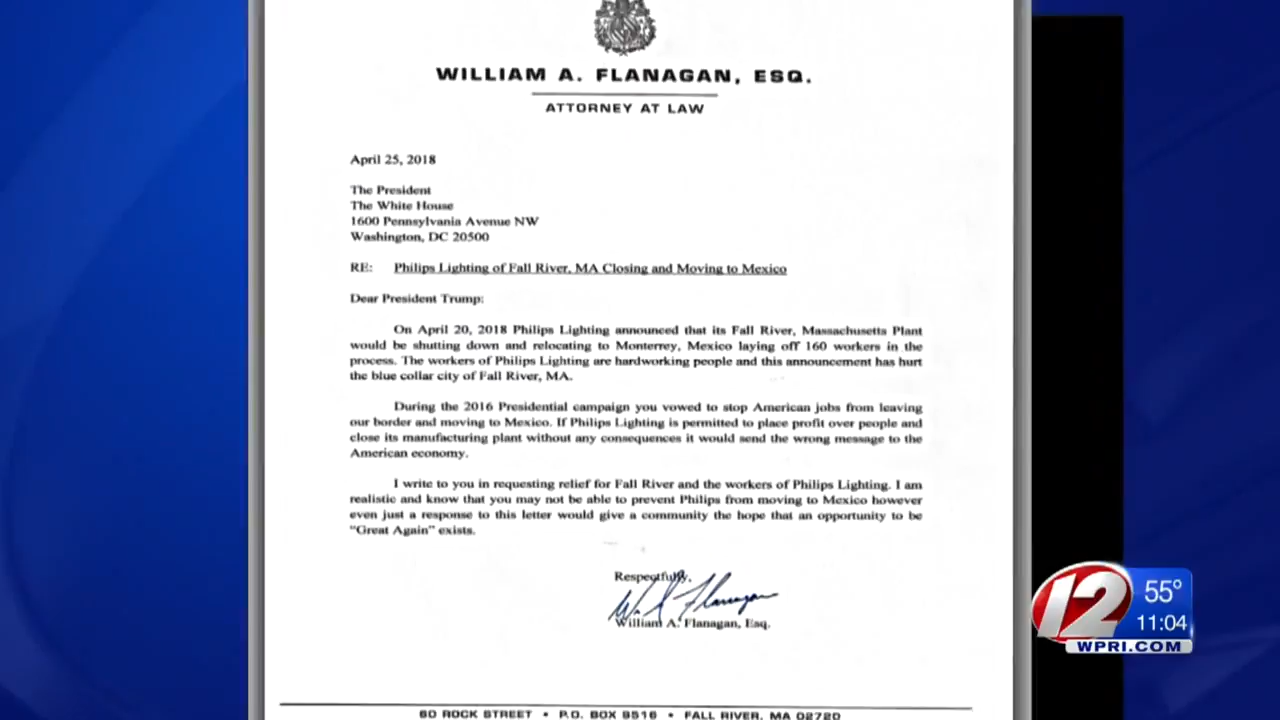 WILLIAM A. FLANAGAN, ESQ.
ATTORNEY AT LAW
April 25, 2018
The President
The White House
1600 Pennsylvania Avenue NW
Washington, DC 20500
RE: Philips Lighting of Fall River, MA Closing and Moving to Mexico
Dear President Trump:
On April 20, 2018 Philips Lighting announced that its Fall River, Massachusetts Plant
would be shutting down and relocating to Monterrey, Mexico laying off 160 workers in the
process. The workers of Philips Lighting are hardworking people and this announcement has hurt
the blue collar city of Fall River, MA.
During the 2016 Presidential campaign you vowed to stop American jobs from leaving
our border and moving to Mexico. If Philips Lighting is permitted to place profit over people and
close its manufacturing plant without any consequences it would send the wrong message to the
American economy.
I write to you in requesting relief for Fall River and the workers of Philips Lighting. I am
realistic and know that you may not be able to prevent Philips from moving to Mexico however
even just a response to this letter would give a community the hope that an opportunity to be
"Great Again" exists.
Respectfully,
William A. Flanagan, Esq.
60 ROCK STREET • P.O. BOX 9516 • FALL RIVER, MA 02720
12
55°
11:04
WPRI.COM